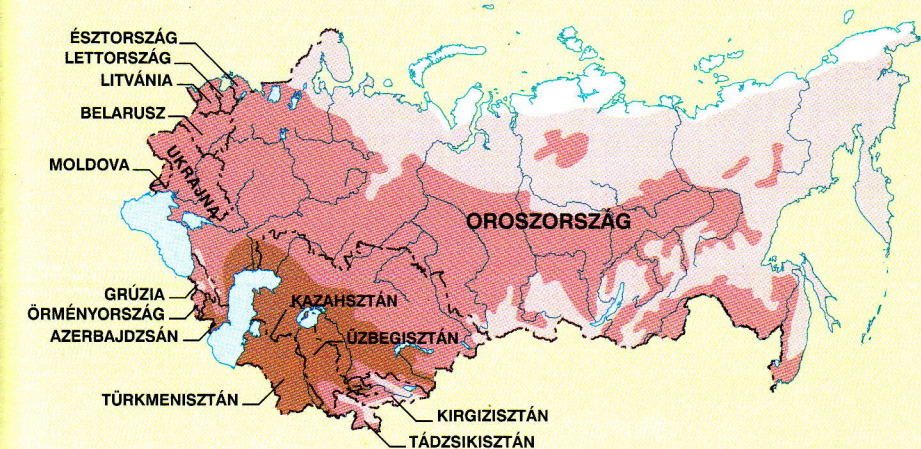 ÉSZTORSZÁG
LETTORSZÁG
LITVÁNIA
BELARUSZ
MOLDOVA
UKRAJNA
OROSZORSZÁG
GRÚZIA
ÖRMÉNYORSZÁG
AZERBAJDZSÁN
KAZAHSZTÁN
ÜZBEGISZTÁN
TÜRKMENISZTÁN
KIRGIZISZTÁN
TÁDZSIKISZTÁN